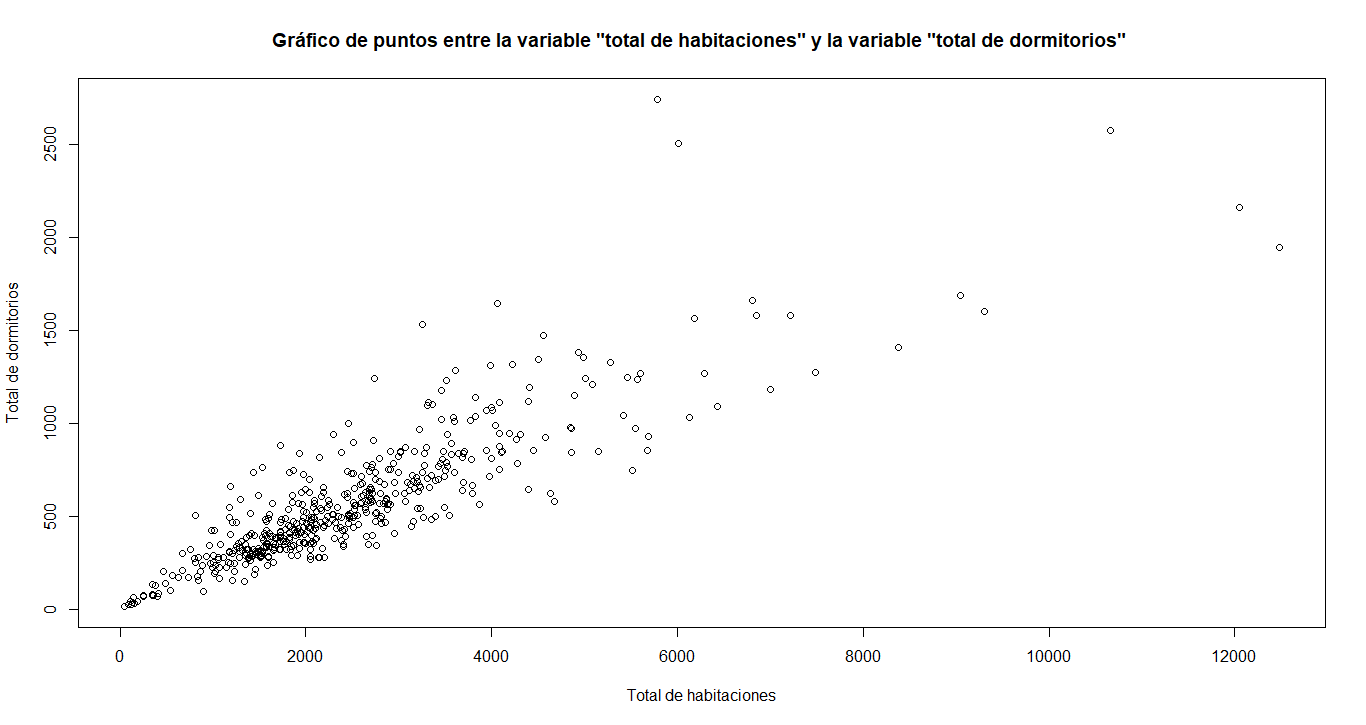 Gráfico de puntos entre la variable "total de habitaciones" y la variable "total de dormitorios"
Total de dormitorios
2500
2000
1500
1000
500
0
0 2000 4000 6000 8000 10000 12000
Total de habitaciones